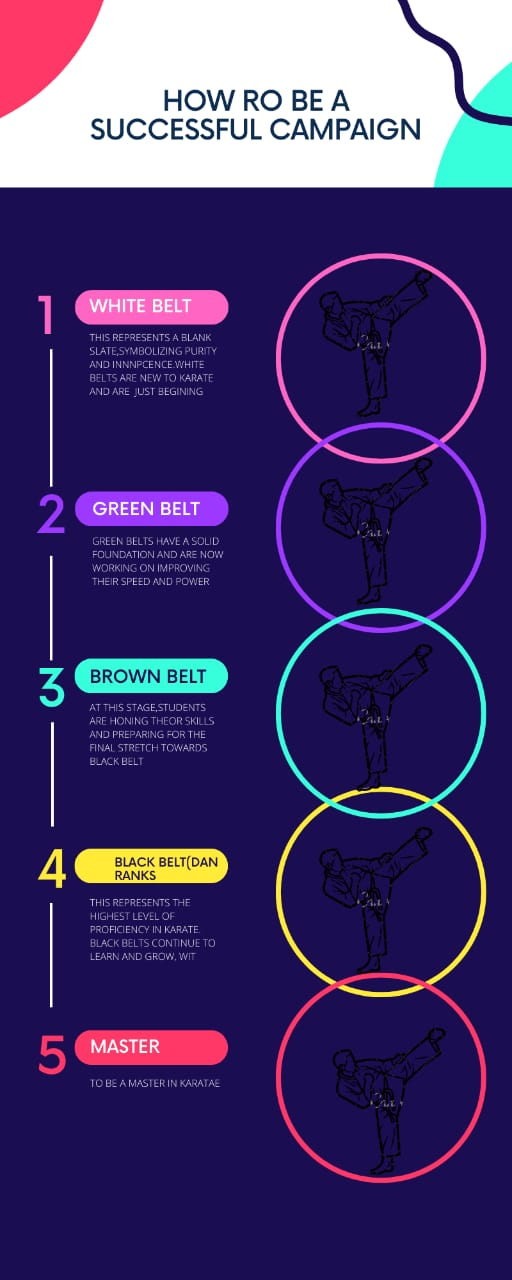 HOW RO BE A
SUCCESSFUL CAMPAIGN
1
WHITE BELT
THIS REPRESENTS A BLANK
SLATE,SYMBOLIZING PURITY
AND INNNPCENCE.WHITE
BELTS ARE NEW TO KARATE
AND ARE JUST BEGINING
2
GREEN BELT
GREEN BELTS HAVE A SOLID
FOUNDATION AND ARE NOW
WORKING ON IMPROVING
THEIR SPEED AND POWER
3
BROWN BELT
AT THIS STAGE,STUDENTS
ARE HONING THEOR SKILLS
AND PREPARING FOR THE
FINAL STRETCH TOWARDS
BLACK BELT
4
BLACK BELT(DAN
RANKS
THIS REPRESENTS THE
HIGHEST LEVEL OF
PROFICIENCY IN KARATE.
BLACK BELTS CONTINUE TO
LEARN AND GROW, WIT
5
MASTER
TO BE A MASTER IN KARATAE